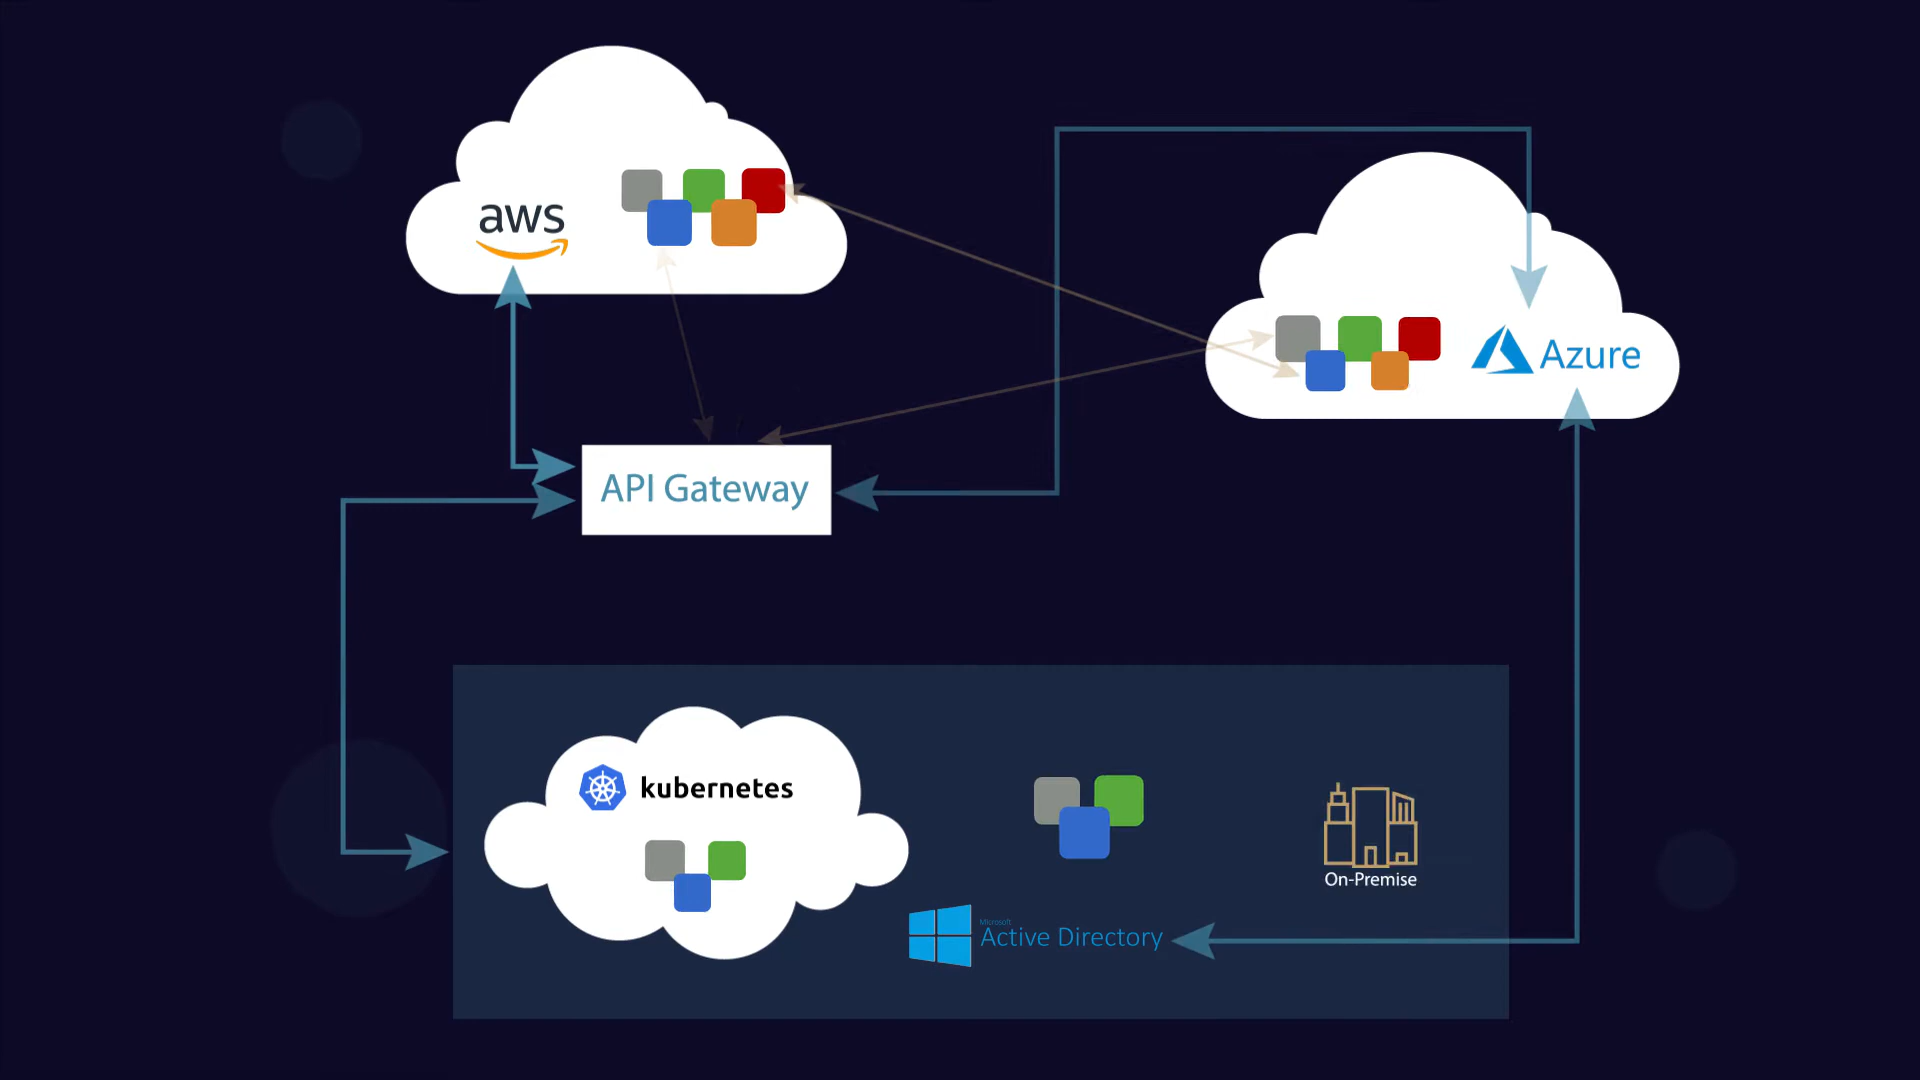 aws
Azure
API Gateway
kubernetes
On-Premise
Microsoft
Active Directory